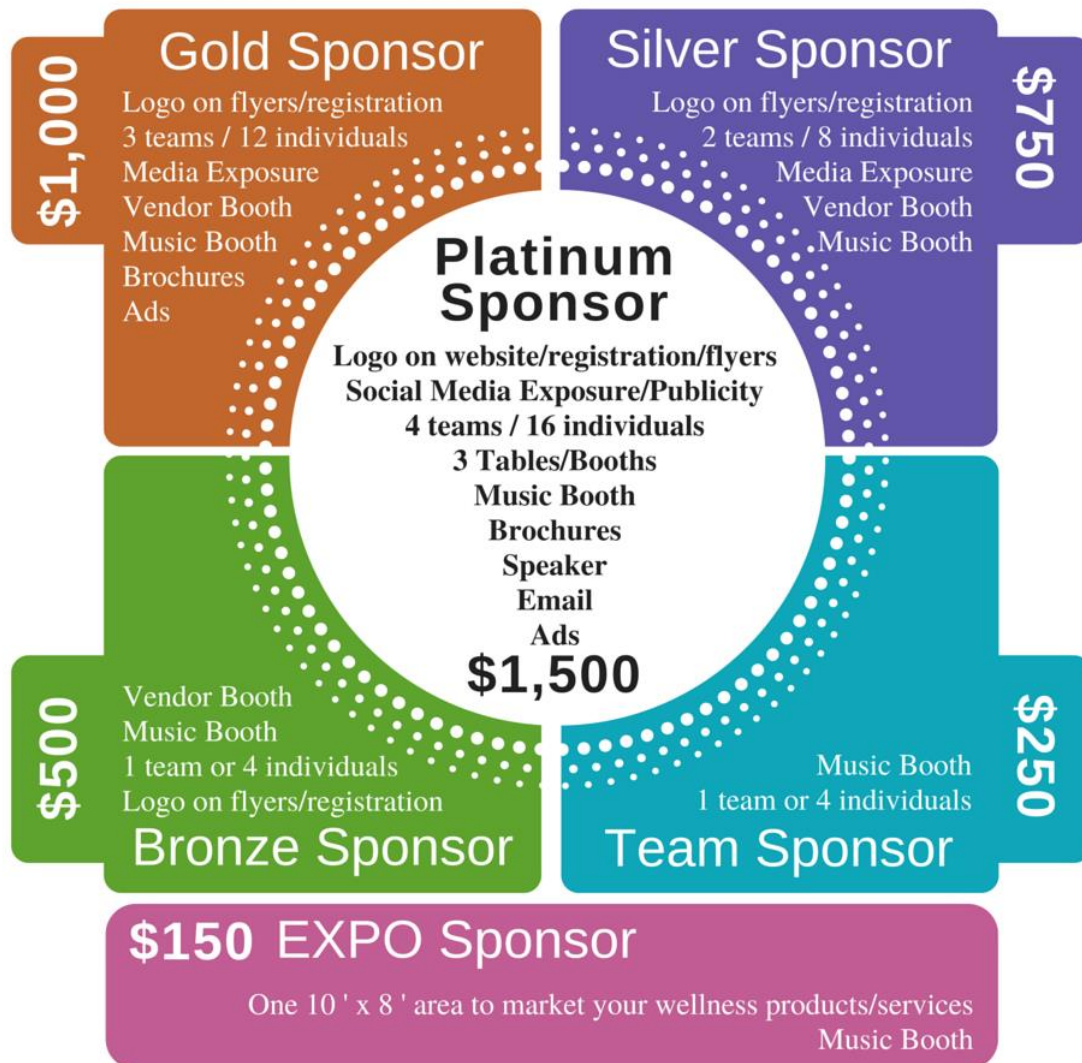 $1,000
Gold Sponsor
Logo on flyers/registration
3 teams / 12 individuals
Media Exposure
Vendor Booth
Music Booth
Brochures
Ads
Silver Sponsor
$750
Logo on flyers/registration
2 teams / 8 individuals
Media Exposure
Vendor Booth
Music Booth
Platinum
Sponsor
Logo on website/registration/flyers
Social Media Exposure/Publicity
4 teams / 16 individuals
3 Tables/Booths
Music Booth
Brochures
Speaker
Email
Ads
$1,500
$500
Vendor Booth
Music Booth
1 team or 4 individuals
Logo on flyers/registration
Bronze Sponsor
$250
Music Booth
1 team or 4 individuals
Team Sponsor
$150 EXPO Sponsor
One 10 ' x 8 ' area to market your wellness products/services
Music Booth